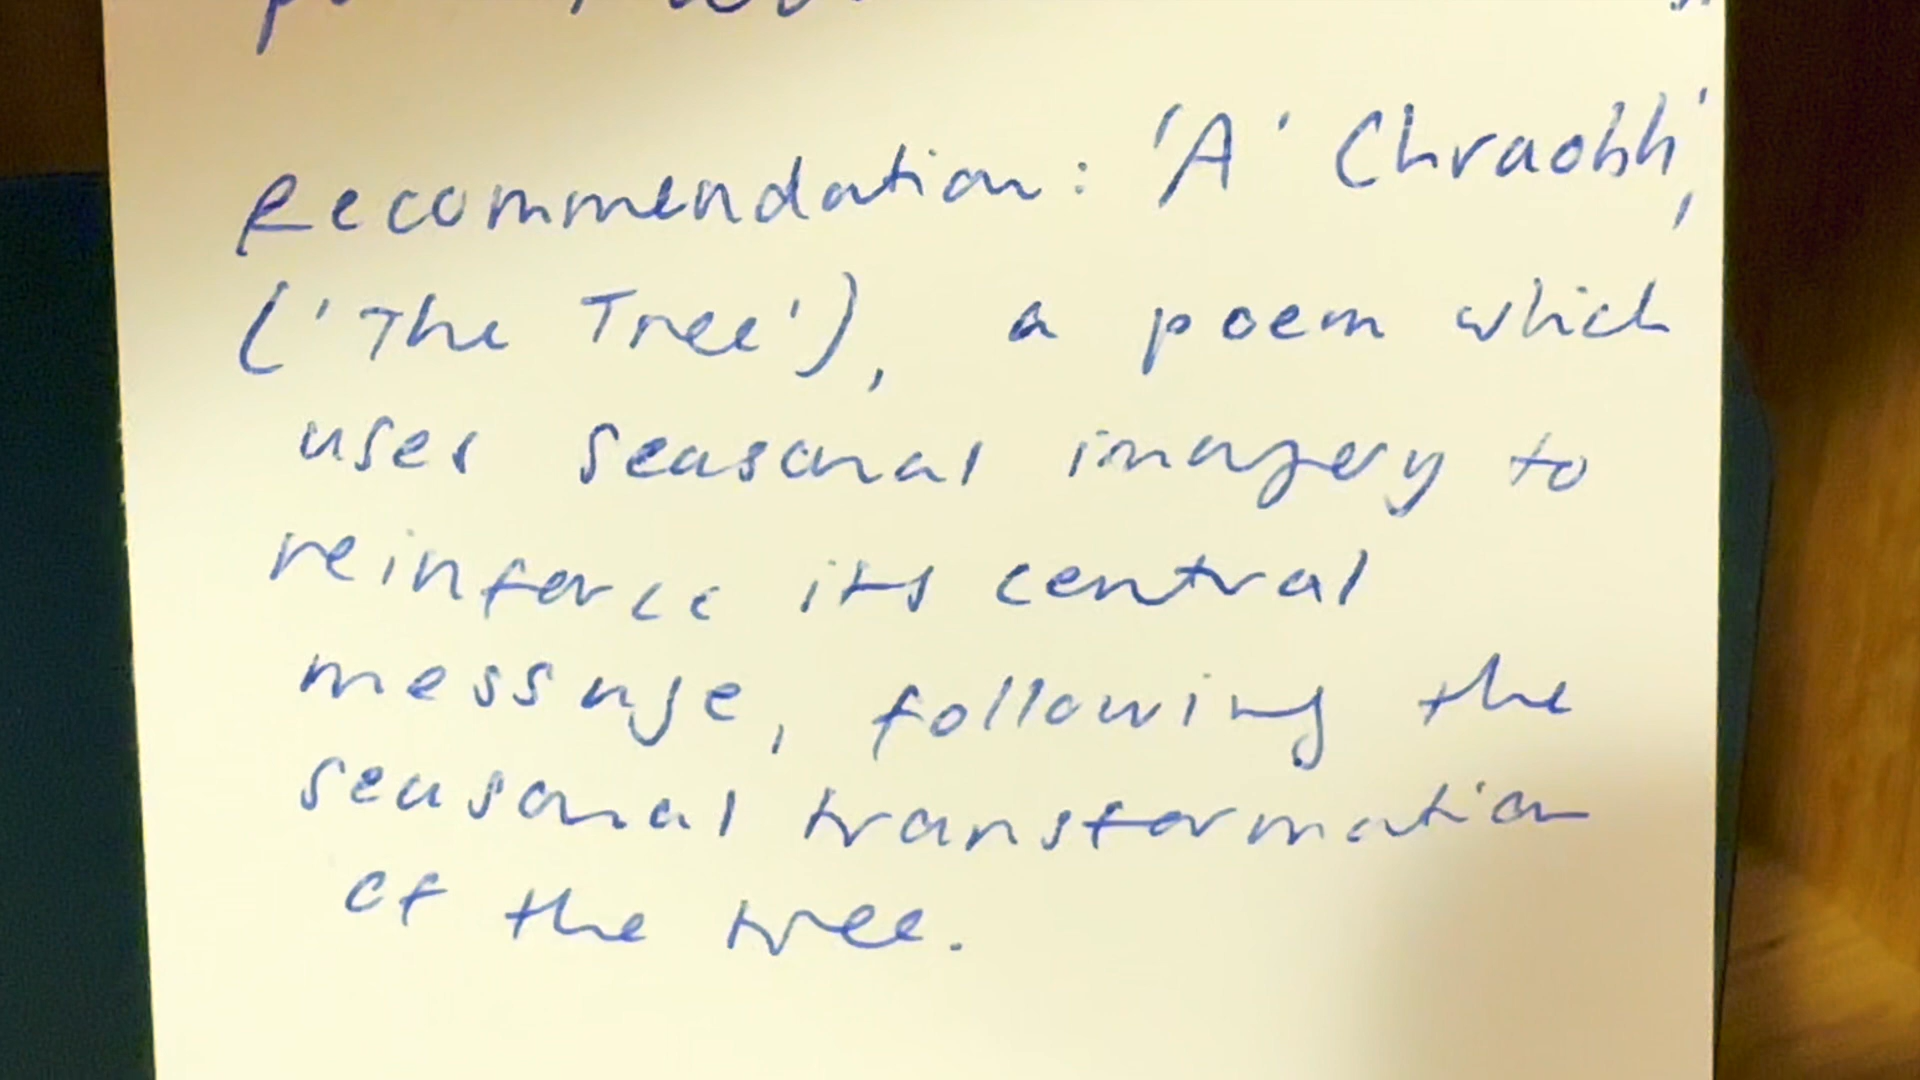 Recommendation: 'A' Chraobh',
('The Tree'), a poem which
uses seasonal imagery to
reinforce its central
message, following the
seasonal transformation
of the tree.